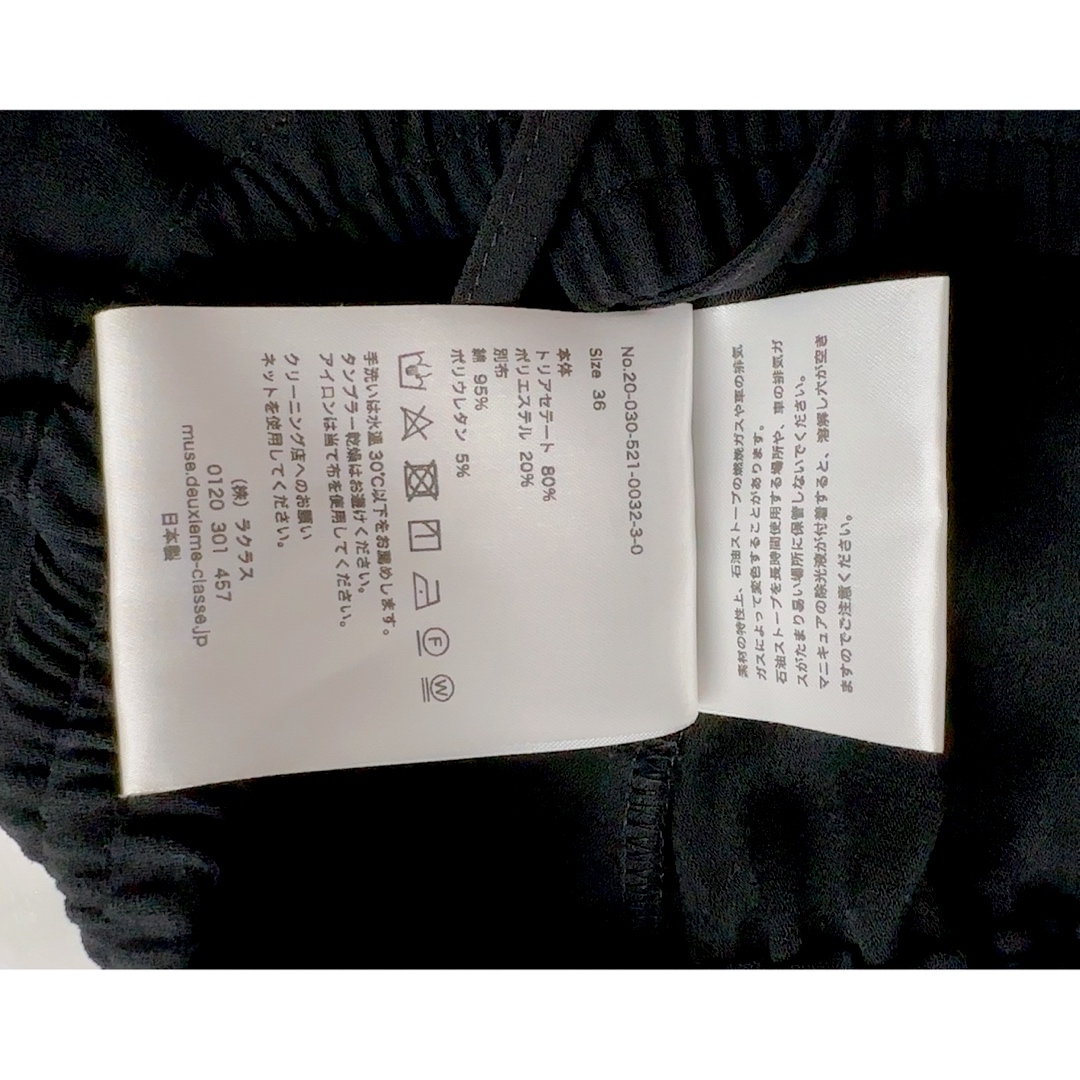 No.20-030-521-0032-3-0
Size 36
本体
トリアセテート 80%
ポリエステル 20%
別布
綿 95%
ポリウレタン 5%
F
W
手洗いは水温 30℃以下をお薦めします。
タンブラー乾燥はお避けください。
アイロンは当て布を使用してください。
クリーニング店へのお願い
ネットを使用してください。
(株) ラクラス
0120 301 457
muse.deuxieme-classe.jp
日本製
素材の特性上、石油ストーブの燃焼ガスや車の排気
ガスによって変色することがあります。
石油ストーブを長時間使用する場所や、車の排気ガ
スがたまり易い場所に保管しないでください。
マニキュアの除光液が付着すると、溶解し穴が空き
ますのでご注意ください。